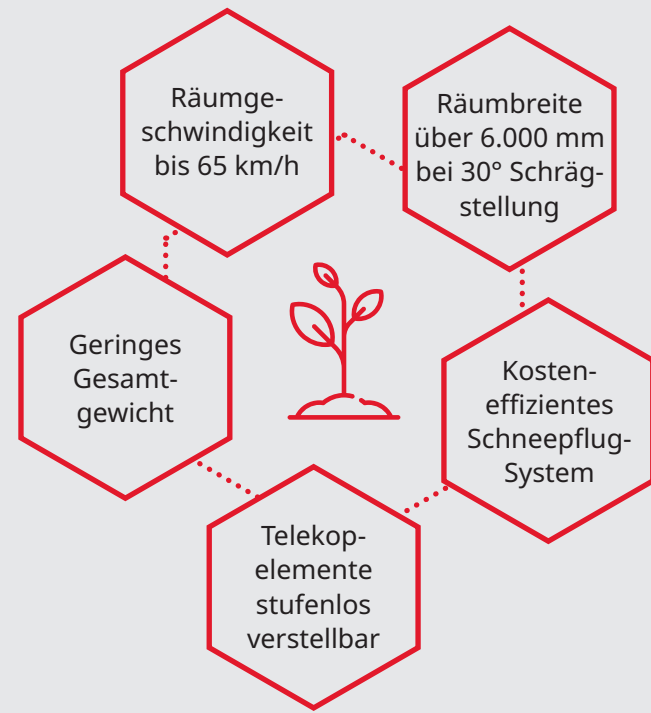 Räumge-
schwindigkeit
bis 65 km/h
Räumbreite
über 6.000 mm
bei 30° Schräg-
stellung
Geringes
Gesamt-
gewicht
Kosten-
effizientes
Schneepflug-
System
Telekop-
elemente
stufenlos
verstellbar